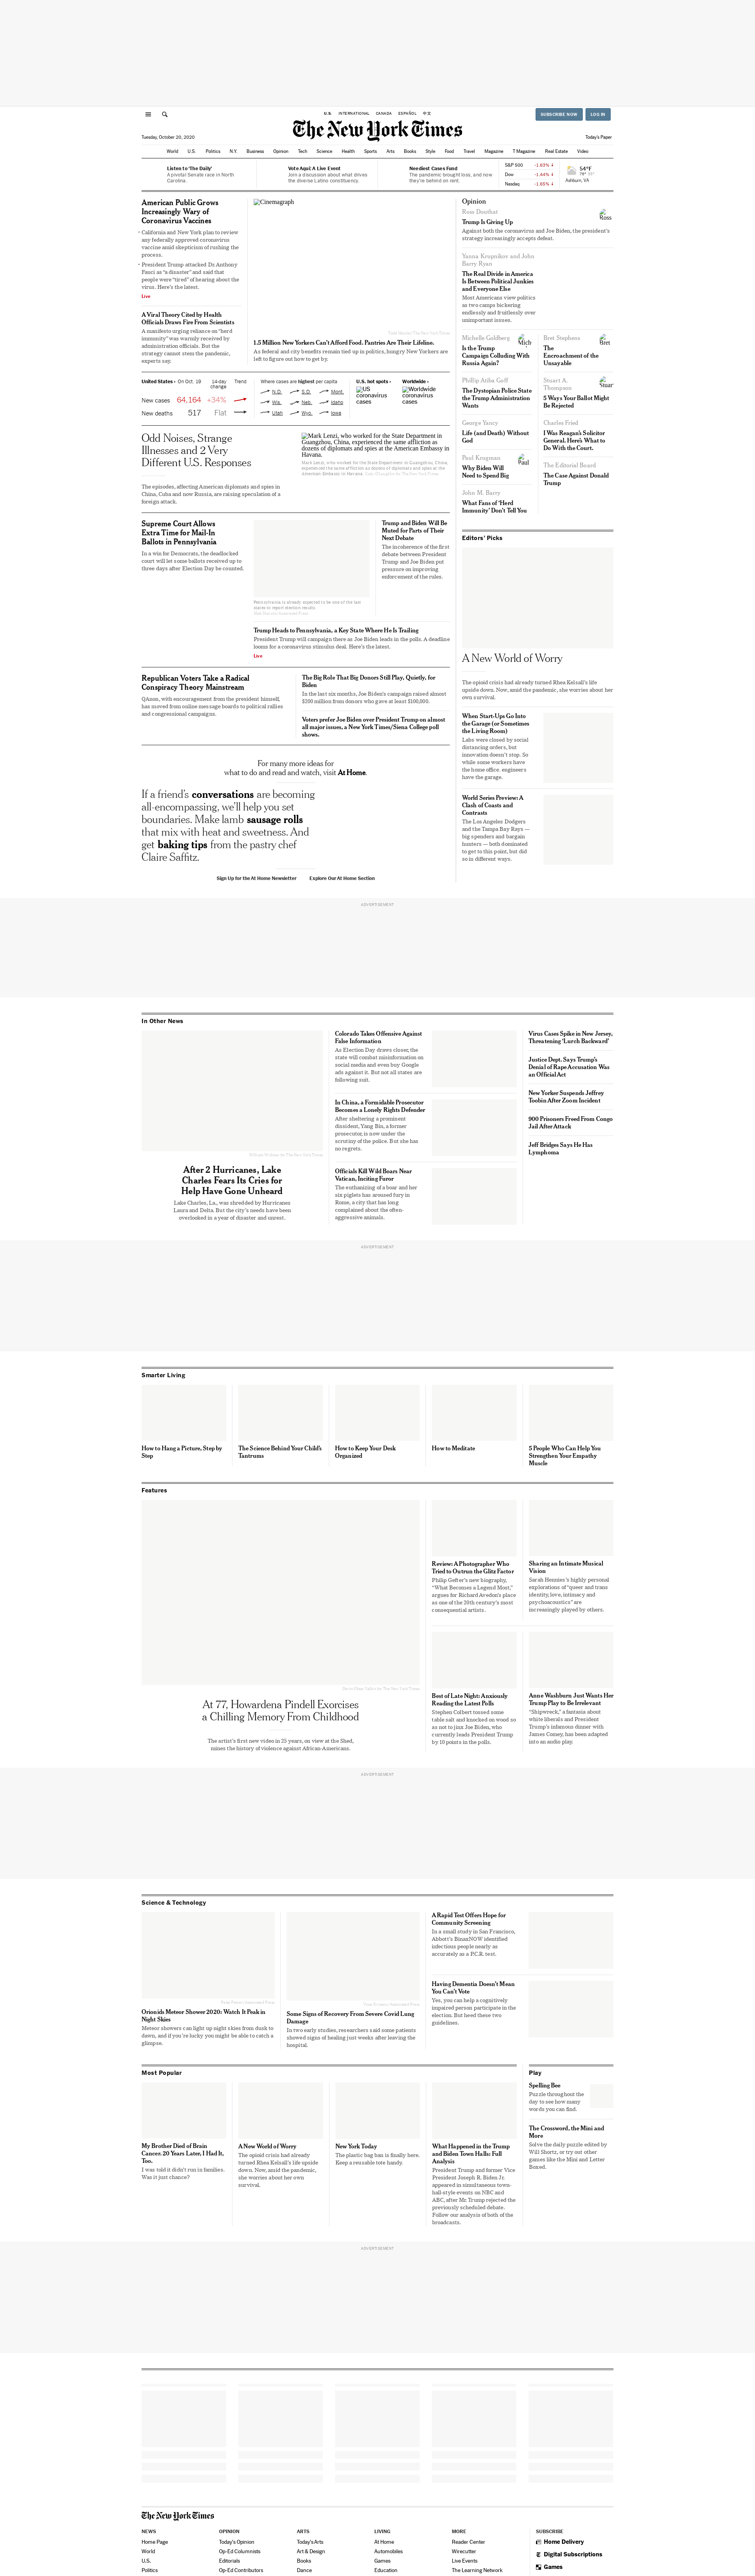 U.S.
INTERNATIONAL
CANADA
ESPAÑOL
中文
SUBSCRIBE NOW
LOG IN
Tuesday, October 20, 2020
The New York Times
Today's Paper
World
U.S.
Politics
N.Y.
Business
Opinion
Tech
Science
Health
Sports
Arts
Books
Style
Food
Travel
Magazine
T Magazine
Real Estate
Video
Listen to 'The Daily'
A pivotal Senate race in North
Carolina.
Vote Aquí: A Live Event
Join a discussion about what drives
the diverse Latino constituency.
Neediest Cases Fund
The pandemic bought loss, and now
they're behind on rent.
S&P 500
-1.63% ↓
Dow
-1.44% ↓
Nasdaq
-1.65% ↓
54°F
74° 55°
Ashburn, VA
American Public Grows
Increasingly Wary of
Coronavirus Vaccines
• California and New York plan to review
any federally approved coronavirus
vaccine amid skepticism of rushing the
process.
• President Trump attacked Dr. Anthony
Fauci as "a disaster" and said that
people were "tired" of hearing about the
virus. Here's the latest.
Live
A Viral Theory Cited by Health
Officials Draws Fire From Scientists
A manifesto urging reliance on "herd
immunity" was warmly received by
administration officials. But the
strategy cannot stem the pandemic,
experts say.
Cinemagraph
1.5 Million New Yorkers Can't Afford Food. Pantries Are Their Lifeline.
As federal and city benefits remain tied up in politics, hungry New Yorkers are
left to figure out how to get by.
United States ›
On Oct. 19
14-day
change
Trend
New cases
64,164
+34%
New deaths
517
Flat
Where cases are highest per capita
N.D.
S.D.
Mont.
Wis.
Neb.
Idaho
Utah
Wyo.
Iowa
U.S. hot spots ›
US
coronavirus
cases
Worldwide ›
Worldwide
coronavirus
cases
Odd Noises, Strange
Illnesses and 2 Very
Different U.S. Responses
The episodes, affecting American diplomats and spies in
China, Cuba and now Russia, are raising speculation of a
foreign attack.
Mark Lenzi, who worked for the State Department in
Guangzhou, China, experienced the same affliction as
dozens of diplomats and spies at the American Embassy in
Havana.
Mark Lenzi, who worked for the State Department in Guangzhou, China,
experienced the same affliction as dozens of diplomats and spies at the
American Embassy in Havana.
Supreme Court Allows
Extra Time for Mail-In
Ballots in Pennsylvania
In a win for Democrats, the deadlocked
court will let some ballots received up to
three days after Election Day be counted.
Pennsylvania is already expected to be one of the last
states to report election results.
Trump and Biden Will Be
Muted for Parts of Their
Next Debate
The incoherence of the first
debate between President
Trump and Joe Biden put
pressure on improving
enforcement of the rules.
Trump Heads to Pennsylvania, a Key State Where He Is Trailing
President Trump will campaign there as Joe Biden leads in the polls. A deadline
looms for a coronavirus stimulus deal. Here's the latest.
Live
Republican Voters Take a Radical
Conspiracy Theory Mainstream
QAnon, with encouragement from the president himself,
has moved from online message boards to political rallies
and congressional campaigns.
The Big Role That Big Donors Still Play, Quietly, for
Biden
In the last six months, Joe Biden's campaign raised almost
$200 million from donors who gave at least $100,000.
Voters prefer Joe Biden over President Trump on almost
all major issues, a New York Times/Siena College poll
shows.
For many more ideas for
what to do and read and watch, visit At Home.
If a friend's conversations are becoming
all-encompassing, we'll help you set
boundaries. Make lamb sausage rolls
that mix with heat and sweetness. And
get baking tips from the pastry chef
Claire Saffitz.
Sign Up for the At Home Newsletter
Explore Our At Home Section
Opinion
Ross Douthat
Trump Is Giving Up
Against both the coronavirus and Joe Biden, the president's
strategy increasingly accepts defeat.
Ross
Yanna Krupnikov and John
Barry Ryan
The Real Divide in America
Is Between Political Junkies
and Everyone Else
Most Americans view politics
as two camps bickering
endlessly and fruitlessly over
unimportant issues.
Michelle Goldberg
Is the Trump
Campaign Colluding With
Russia Again?
Bret Stephens
The
Encroachment of the
Unsayable
Bret
Phillip Atiba Goff
The Dystopian Police State
the Trump Administration
Wants
Stuart A.
Thompson
5 Ways Your Ballot Might
Be Rejected
George Yancy
Life (and Death) Without
God
Charles Fried
I Was Reagan's Solicitor
General. Here's What to
Do With the Court.
Paul Krugman
Why Biden Will
Need to Spend Big
Paul
The Editorial Board
The Case Against Donald
Trump
John M. Barry
What Fans of 'Herd
Immunity' Don't Tell You
Editors' Picks
A New World of Worry
The opioid crisis had already turned Rhea Kelsall's life
upside down. Now, amid the pandemic, she worries about her
own survival.
When Start-Ups Go Into
the Garage (or Sometimes
the Living Room)
Labs were closed by social
distancing orders, but
innovation doesn't stop. So
while some workers have
the home office, engineers
have the garage.
World Series Preview: A
Clash of Coasts and
Contrasts
The Los Angeles Dodgers
and the Tampa Bay Rays —
big spenders and bargain
hunters — both dominated
to get to this point, but did
so in different ways.
ADVERTISEMENT
In Other News
After 2 Hurricanes, Lake
Charles Fears Its Cries for
Help Have Gone Unheard
Lake Charles, La., was shredded by Hurricanes
Laura and Delta. But the city's needs have been
overlooked in a year of disaster and unrest.
Colorado Takes Offensive Against
False Information
As Election Day draws closer, the
state will combat misinformation on
social media and even buy Google
ads against it. But not all states are
following suit.
In China, a Formidable Prosecutor
Becomes a Lonely Rights Defender
After sheltering a prominent
dissident, Yang Bin, a former
prosecutor, is now under the
scrutiny of the police. But she has
no regrets.
Officials Kill Wild Boars Near
Vatican, Inciting Furor
The euthanizing of a boar and her
six piglets has aroused fury in
Rome, a city that has long
complained about the often-
aggressive animals.
Virus Cases Spike in New Jersey,
Threatening 'Lurch Backward'
Justice Dept. Says Trump's
Denial of Rape Accusation Was
an Official Act
New Yorker Suspends Jeffrey
Toobin After Zoom Incident
900 Prisoners Freed From Congo
Jail After Attack
Jeff Bridges Says He Has
Lymphoma
ADVERTISEMENT
Smarter Living
How to Hang a Picture, Step by
Step
The Science Behind Your Child's
Tantrums
How to Keep Your Desk
Organized
How to Meditate
5 People Who Can Help You
Strengthen Your Empathy
Muscle
Features
At 77, Howardena Pindell Exorcises
a Chilling Memory From Childhood
The artist's first new video in 25 years, on view at the Shed,
mines the history of violence against African-Americans.
Review: A Photographer Who
Tried to Outrun the Glitz Factor
Philip Gefter's new biography,
"What Becomes a Legend Most,"
argues for Richard Avedon's place
as one of the 20th century's most
consequential artists.
Sharing an Intimate Musical
Vision
Sarah Hennies's highly personal
explorations of "queer and trans
identity, love, intimacy and
psychoacoustics" are
increasingly played by others.
Best of Late Night: Anxiously
Reading the Latest Polls
Stephen Colbert tossed some
table salt and knocked on wood so
as not to jinx Joe Biden, who
currently leads President Trump
by 10 points in the polls.
Anne Washburn Just Wants Her
Trump Play to Be Irrelevant
"Shipwreck," a fantasia about
white liberals and President
Trump's infamous dinner with
James Comey, has been adapted
into an audio play.
ADVERTISEMENT
Science & Technology
Orionids Meteor Shower 2020: Watch It Peak in
Night Skies
Meteor showers can light up night skies from dusk to
dawn, and if you're lucky you might be able to catch a
glimpse.
Some Signs of Recovery From Severe Covid Lung
Damage
In two early studies, researchers said some patients
showed signs of healing just weeks after leaving the
hospital.
A Rapid Test Offers Hope for
Community Screening
In a small study in San Francisco,
Abbott's BinaxNOW identified
infectious people nearly as
accurately as a P.C.R. test.
Having Dementia Doesn't Mean
You Can't Vote
Yes, you can help a cognitively
impaired person participate in the
election. But heed these two
guidelines.
Most Popular
My Brother Died of Brain
Cancer. 20 Years Later, I Had It,
Too.
I was told it didn't run in families.
Was it just chance?
A New World of Worry
The opioid crisis had already
turned Rhea Kelsall's life upside
down. Now, amid the pandemic,
she worries about her own
survival.
New York Today
The plastic bag ban is finally here.
Keep a reusable tote handy.
What Happened in the Trump
and Biden Town Halls: Full
Analysis
President Trump and former Vice
President Joseph R. Biden Jr.
appeared in simultaneous town-
hall-style events on NBC and
ABC, after Mr. Trump rejected the
previously scheduled debate.
Follow our analysis of both of the
broadcasts.
Play
Spelling Bee
Puzzle throughout the
day to see how many
words you can find.
The Crossword, the Mini and
More
Solve the daily puzzle edited by
Will Shortz, or try out other
games like the Mini and Letter
Boxed.
ADVERTISEMENT
The New York Times
NEWS
Home Page
World
U.S.
Politics
OPINION
Today's Opinion
Op-Ed Columnists
Editorials
Op-Ed Contributors
ARTS
Today's Arts
Art & Design
Books
Dance
LIVING
At Home
Automobiles
Games
Education
MORE
Reader Center
Wirecutter
Live Events
The Learning Network
SUBSCRIBE
Home Delivery
Digital Subscriptions
Games